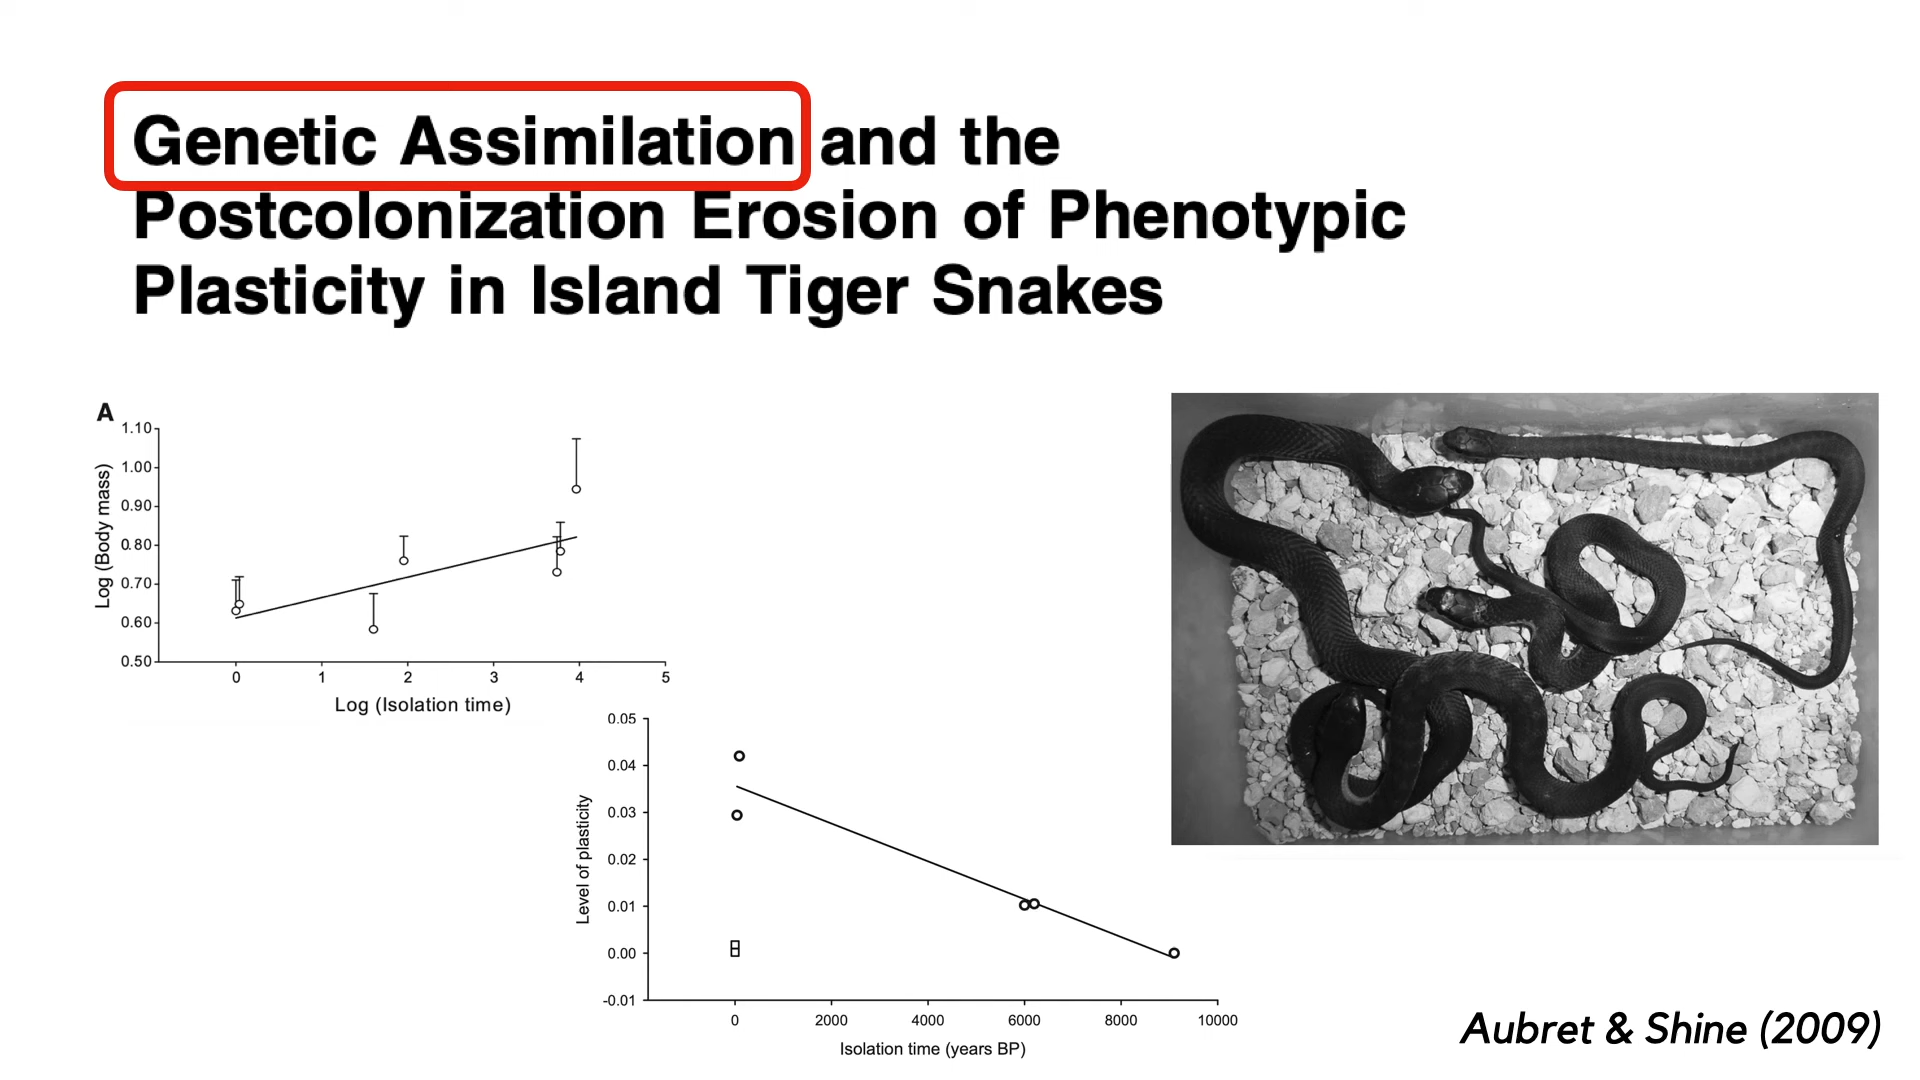 Genetic Assimilation and the
Postcolonization Erosion of Phenotypic
Plasticity in Island Tiger Snakes
A
1.10
1.00
0.90
0.80
0.70
0.60
0.50
Log (Body mass)
0 1 2 3 4 5
Log (Isolation time)
0.05
0.04
0.03
0.02
0.01
0.00
-0.01
Level of plasticity
0 2000 4000 6000 8000 10000
Isolation time (years BP)
Aubret & Shine (2009)